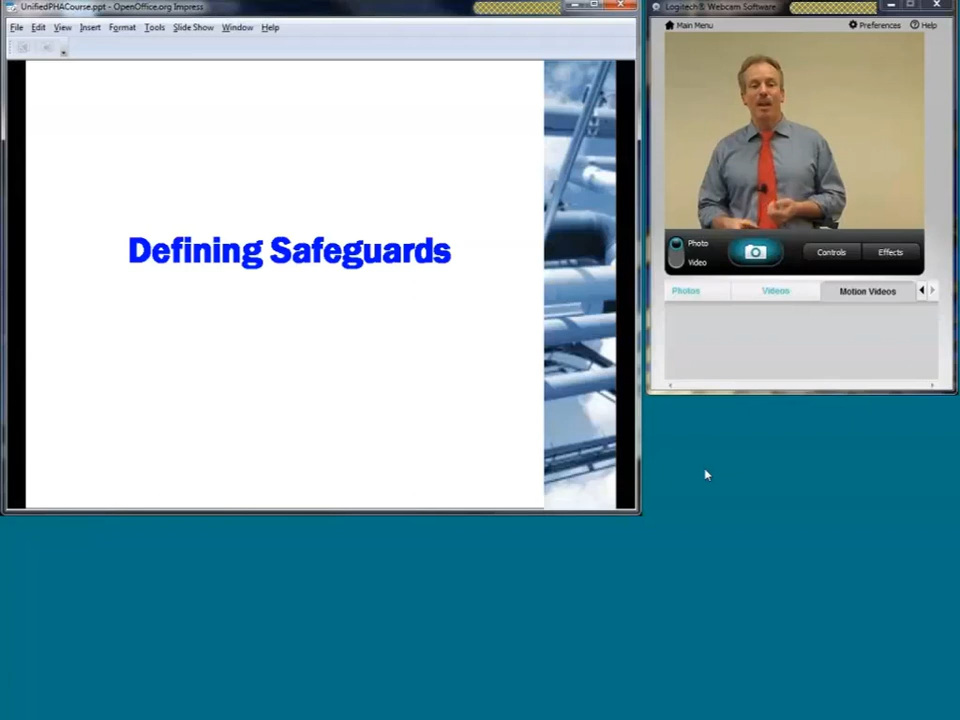 UnifiedPHACourse.ppt - OpenOffice.org Impress
File Edit View Insert Format Tools Slide Show Window Help
Defining Safeguards
Logitech® Webcam Software
Main Menu Preferences Help
Photo
Video
Controls Effects
Photos Videos Motion Videos